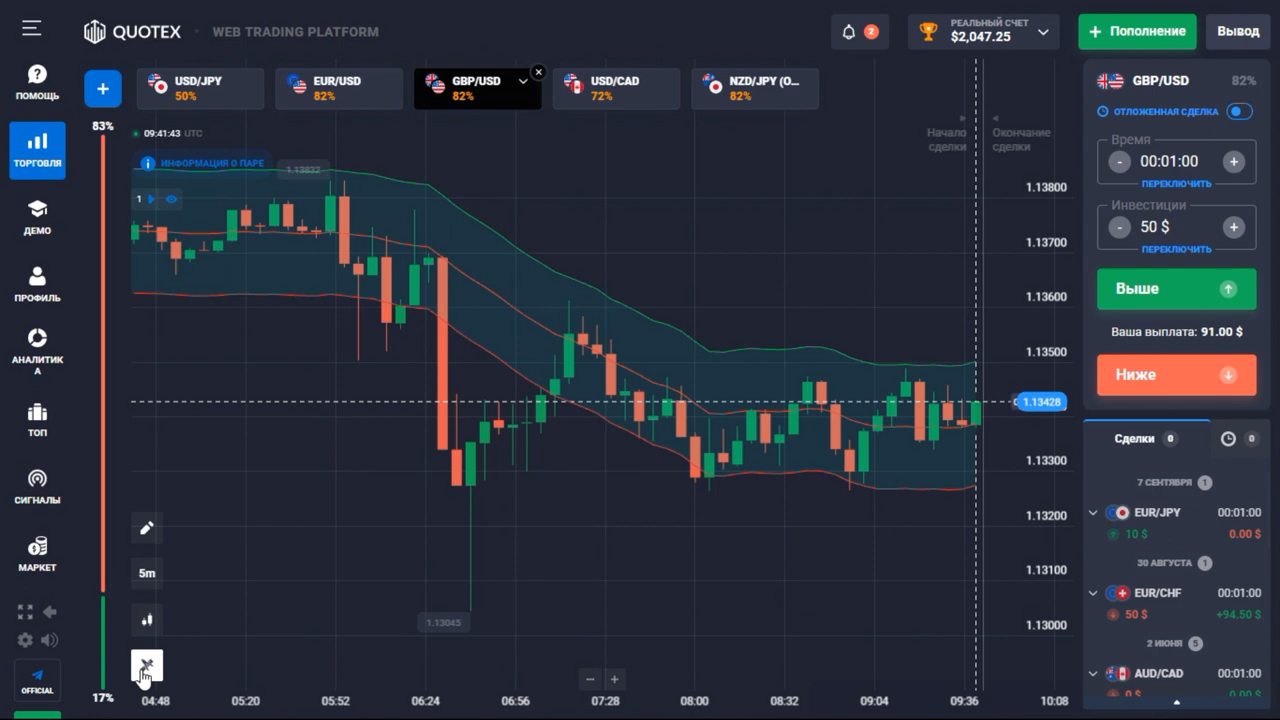 QUOTEX
WEB TRADING PLATFORM
2
РЕАЛЬНЫЙ СЧЕТ
$2,047.25
+ Пополнение
Вывод
ПОМОЩЬ
ТОРГОВЛЯ
ДЕМО
ПРОФИЛЬ
АНАЛИТИК
А
ТОП
СИГНАЛЫ
МАРКЕТ
OFFICIAL
+
USD/JPY
50%
EUR/USD
82%
GBP/USD
82%
USD/CAD
72%
NZD/JPY (O...
82%
83%
17%
09:41:43 UTC
ИНФОРМАЦИЯ О ПАРЕ
1.13832
1
Начало
сделки
Окончание
сделки
1.13800
1.13700
1.13600
1.13500
1.13428
1.13300
1.13200
1.13100
1.13000
1.13045
5m
04:48
05:20
05:52
06:24
06:56
07:28
08:00
08:32
09:04
09:36
10:08
GBP/USD
82%
ОТЛОЖЕННАЯ СДЕЛКА
Время
- 00:01:00 +
ПЕРЕКЛЮЧИТЬ
Инвестиции
- 50 $ +
ПЕРЕКЛЮЧИТЬ
Выше
Ваша выплата: 91.00 $
Ниже
Сделки 0
0
7 СЕНТЯБРЯ 1
EUR/JPY 00:01:00
10 $ 0.00 $
30 АВГУСТА 1
EUR/CHF 00:01:00
50 $ +94.50 $
2 ИЮНЯ 5
AUD/CAD 00:01:00